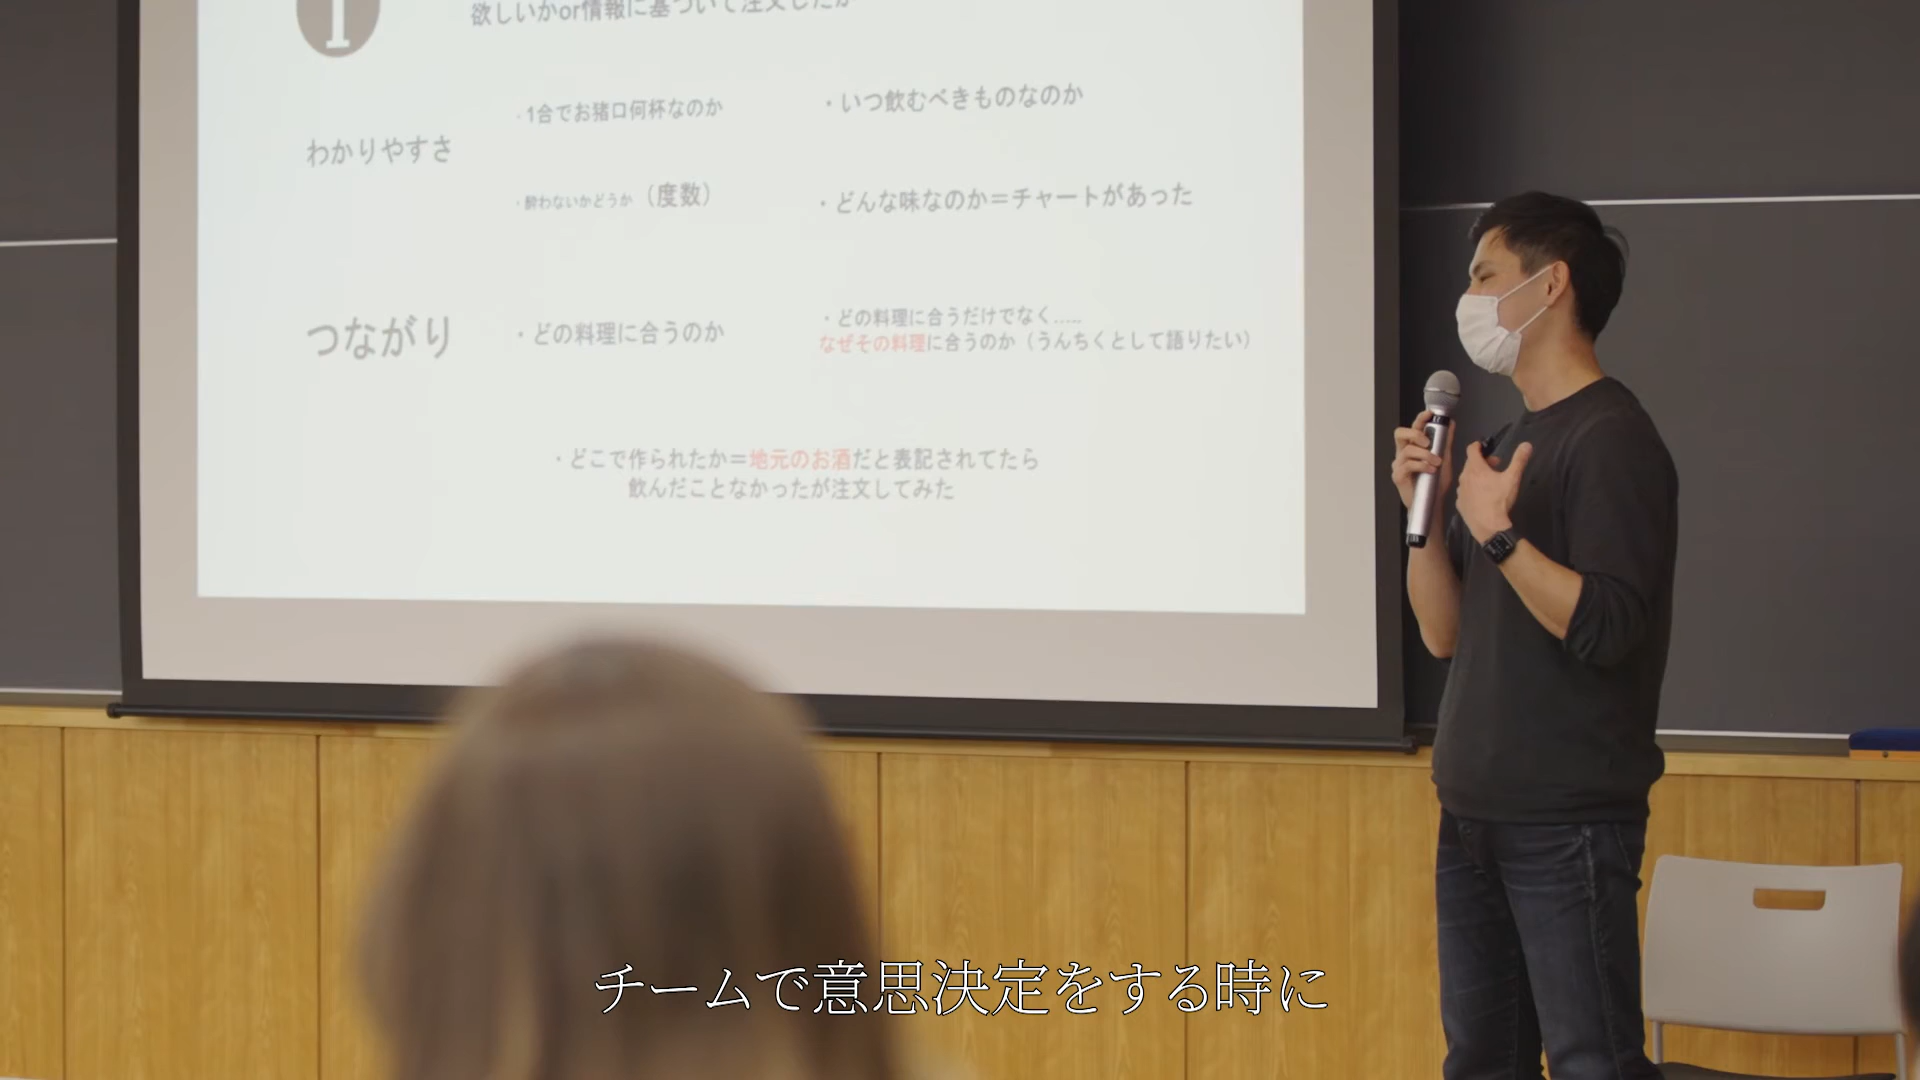 1
欲しいかor情報に基づいて注文したか
・1合でお猪口何杯なのか
・いつ飲むべきものなのか
わかりやすさ
・酔わないかどうか（度数）
・どんな味なのか＝チャートがあった
つながり
・どの料理に合うのか
・どの料理に合うだけでなく.....
なぜその料理に合うのか（うんちくとして語りたい）
・どこで作られたか＝地元のお酒だと表記されてたら
飲んだことなかったが注文してみた
チームで意思決定をする時に